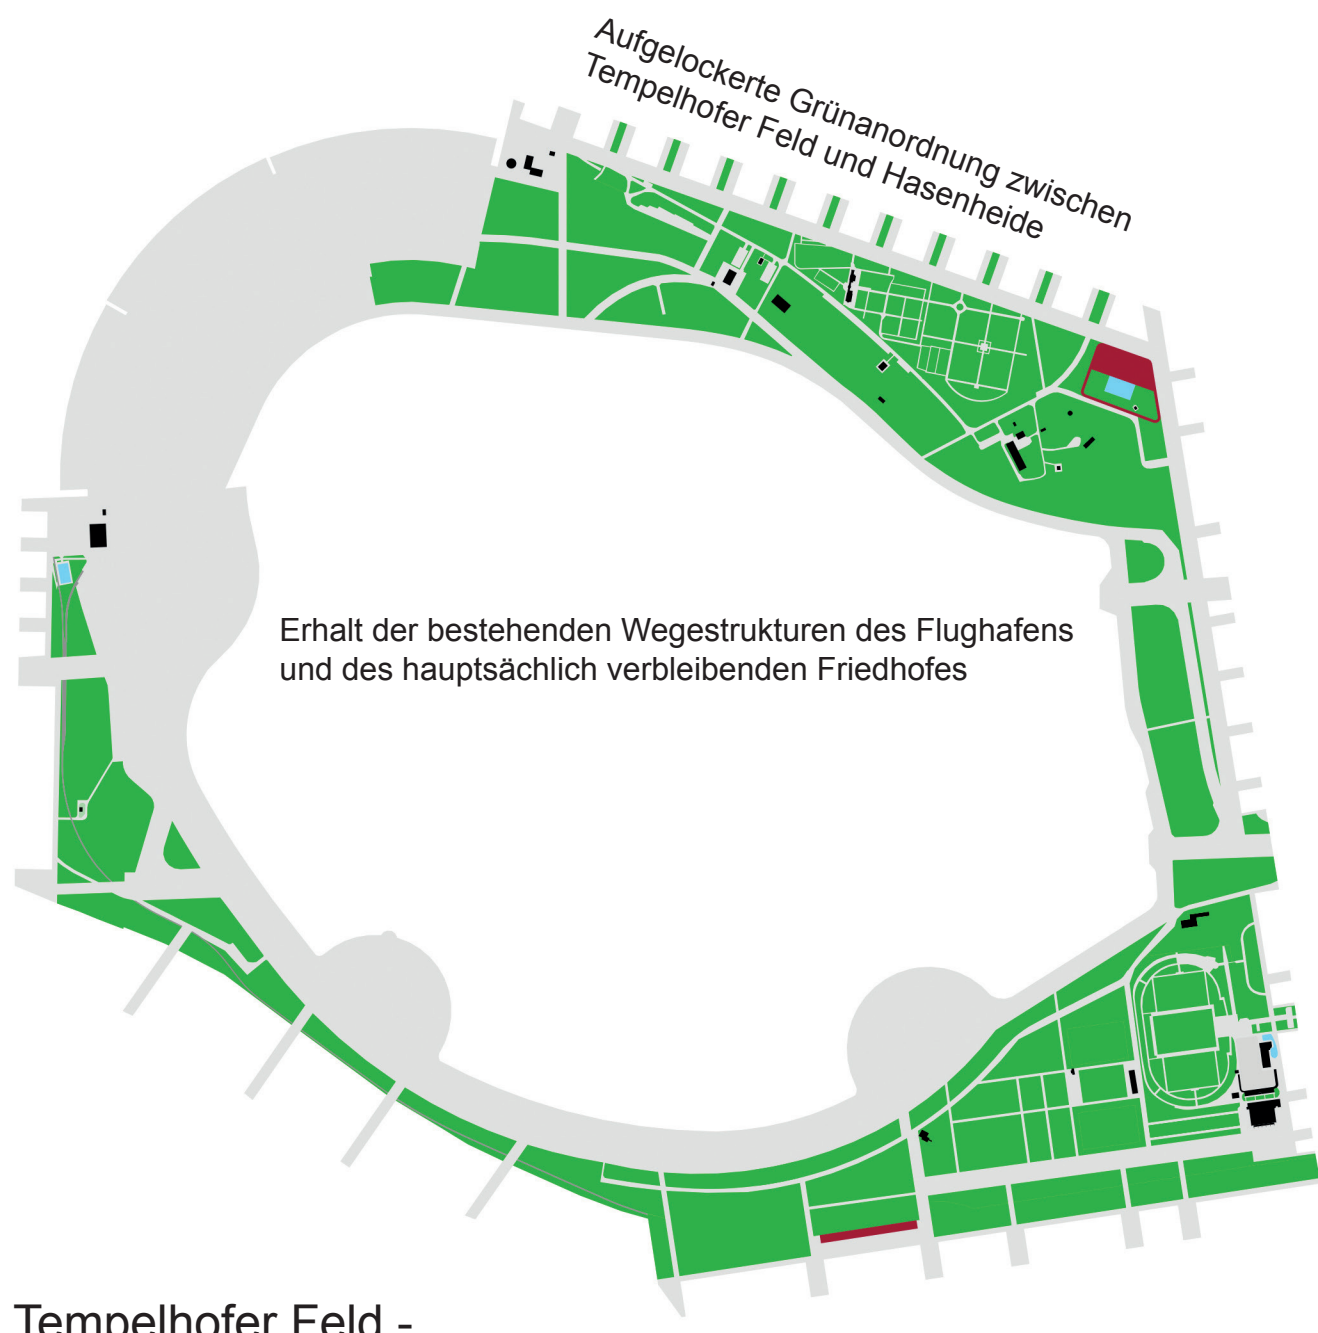 Aufgelockerte Grünanordnung zwischen
Tempelhofer Feld und Hasenheide
Erhalt der bestehenden Wegestrukturen des Flughafens
und des hauptsächlich verbleibenden Friedhofes
Tempelhofer Feld -